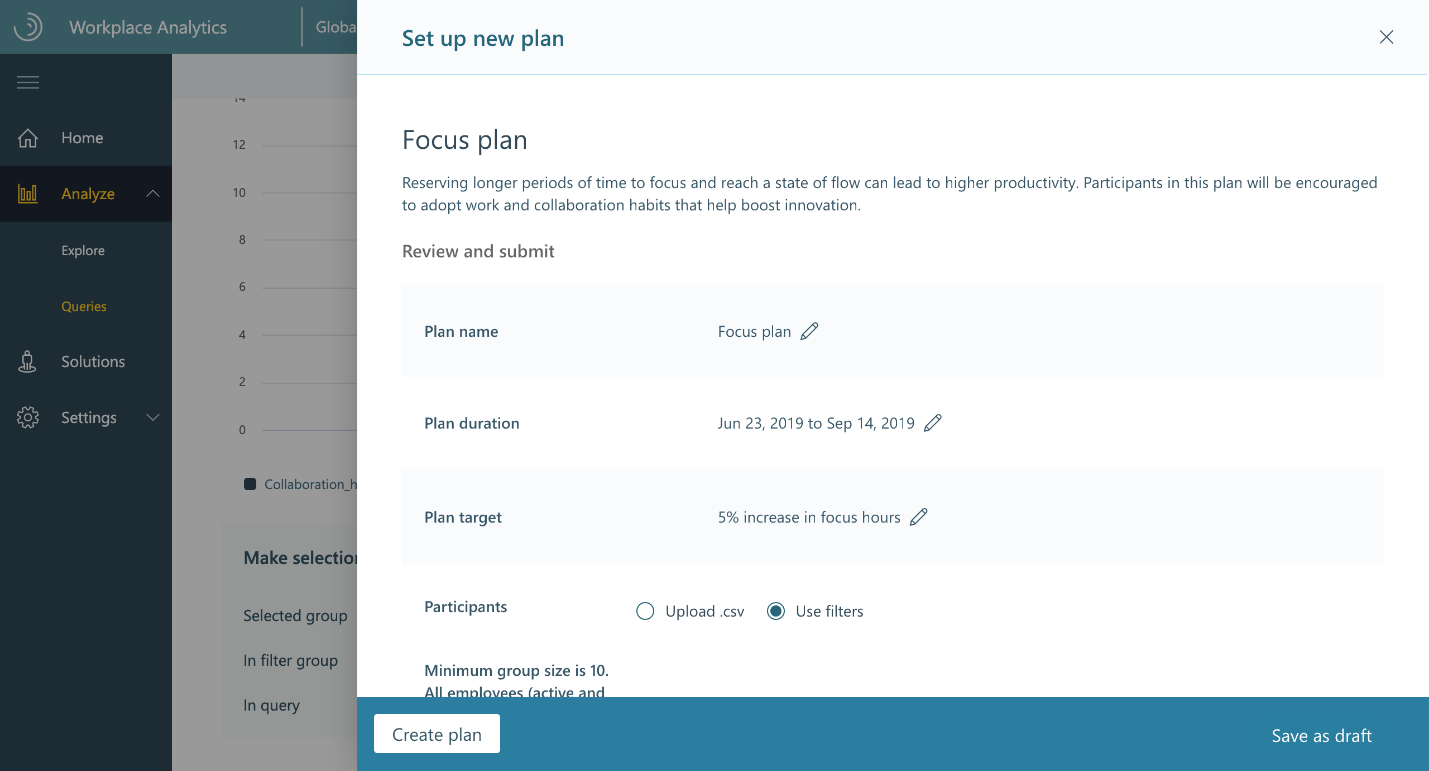 Workplace Analytics
Globa
Set up new plan
Home
Analyze
Explore
Queries
Solutions
Settings
14
12
10
8
6
4
2
0
Collaboration_h
Make selection
Selected group
In filter group
In query
Focus plan
Reserving longer periods of time to focus and reach a state of flow can lead to higher productivity. Participants in this plan will be encouraged
to adopt work and collaboration habits that help boost innovation.
Review and submit
Plan name
Focus plan
Plan duration
Jun 23, 2019 to Sep 14, 2019
Plan target
5% increase in focus hours
Participants
Upload .csv
Use filters
Minimum group size is 10.
All employees (active and
Create plan
Save as draft